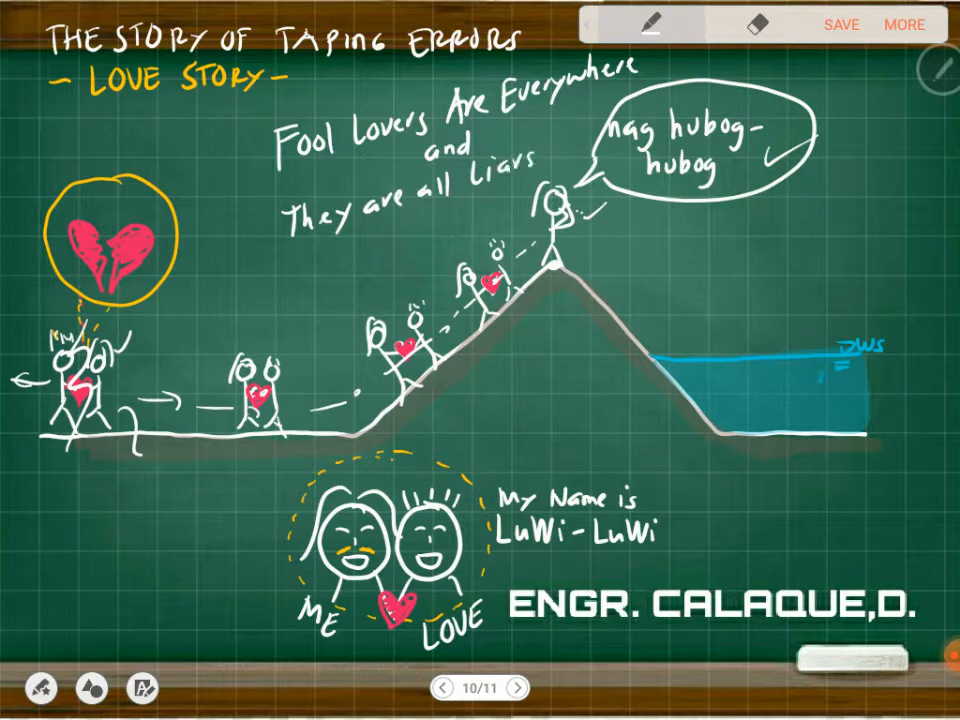 THE STORY OF TAPING ERRORS
- LOVE STORY -
SAVE MORE
Fool Lovers Are Everywhere
and
They are all Liars
nag hubog-
hubog
DWS
My Name is
LuWi-LuWi
ME
LOVE
ENGR. CALAQUE,D.
10/11